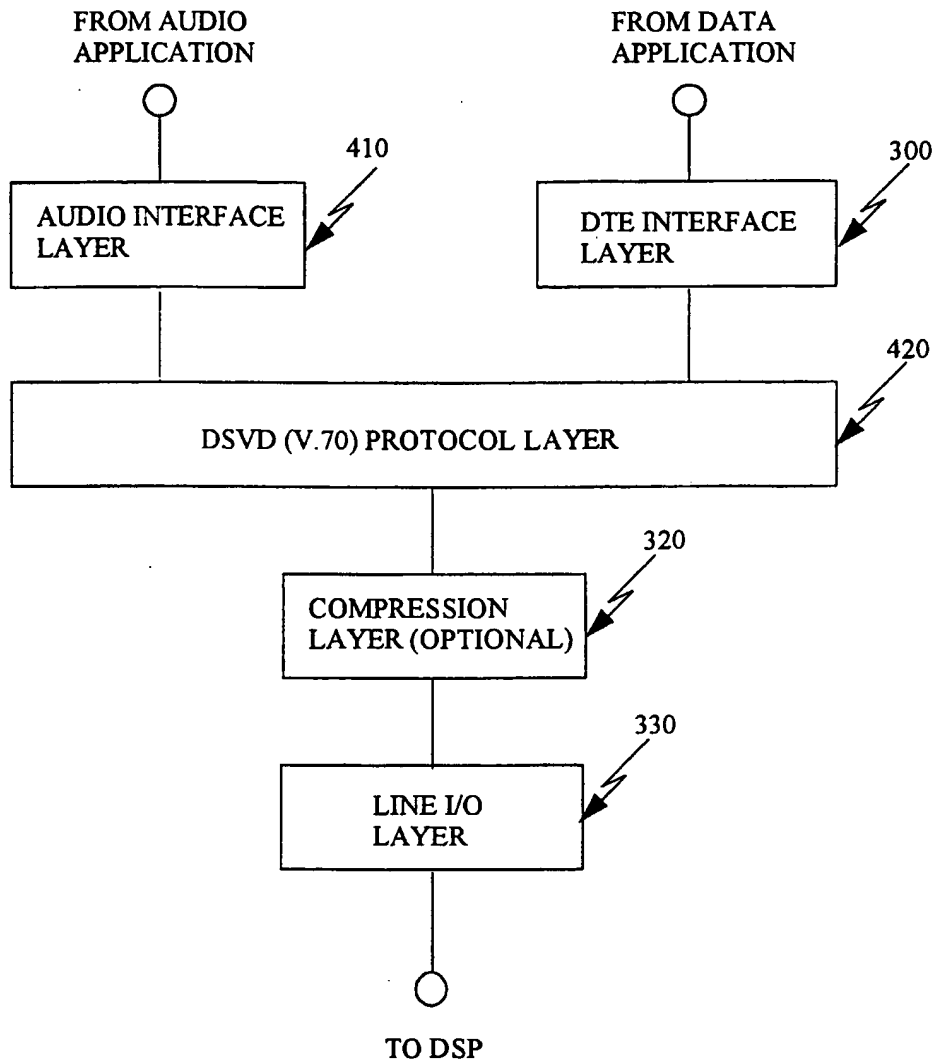 FROM AUDIO
APPLICATION
FROM DATA
APPLICATION
410
300
AUDIO INTERFACE
LAYER
DTE INTERFACE
LAYER
420
DSVD (V.70) PROTOCOL LAYER
320
COMPRESSION
LAYER (OPTIONAL)
330
LINE I/O
LAYER
TO DSP